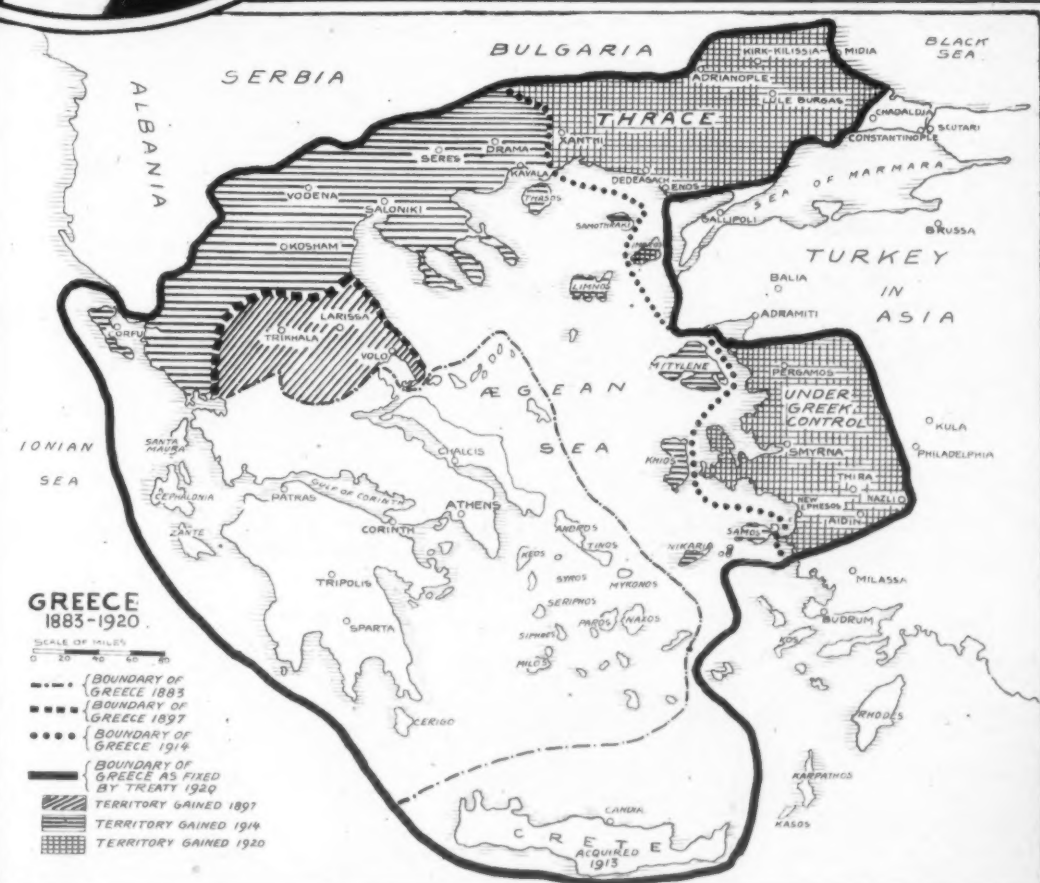 BULGARIA
SERBIA
ALBANIA
BLACK
SEA
KIRK-KILISSIA
MIDIA
ADRIANOPLE
LULE BURGAS
THRACE
CHADALDJA
SCUTARI
CONSTANTINOPLE
XANTHI
DRAMA
SERES
KAVALA
DEDEAGACH
ENOS
SEA OF MARMARA
THASOS
VODENA
SALONIKI
GALLIPOLI
SAMOTHRAKI
BRUSSA
KOSHAM
TURKEY
IN
ASIA
BALIA
LIMNOS
ADRAMITI
LARISSA
TRIKHALA
CORFU
VOLO
ÆGEAN
SEA
MITYLENE
PERGAMOS
UNDER
GREEK
CONTROL
KULA
PHILADELPHIA
SMYRNA
IONIAN
SEA
SANTA
MAURA
CHALCIS
KHIOS
THIRA
NAZLI
NEW
EPHESOS
AIDIN
CEPHALONIA
PATRAS
GULF OF CORINTH
ATHENS
CORINTH
ZANTE
ANDROS
TINOS
SAMOS
NIKARIA
KEOS
SYROS
MYKONOS
MILASSA
TRIPOLIS
SERIPHOS
PAROS
NAXOS
BUDRUM
SPARTA
SIPHNOS
KOS
MILOS
RHODES
CERIGO
KARPATHOS
KASOS
CANDIA
CRETE
ACQUIRED
1913
GREECE
1883-1920
SCALE OF MILES
0 20 40 60 80
BOUNDARY OF
GREECE 1883
BOUNDARY OF
GREECE 1897
BOUNDARY OF
GREECE 1914
BOUNDARY OF
GREECE AS FIXED
BY TREATY 1920
TERRITORY GAINED 1897
TERRITORY GAINED 1914
TERRITORY GAINED 1920